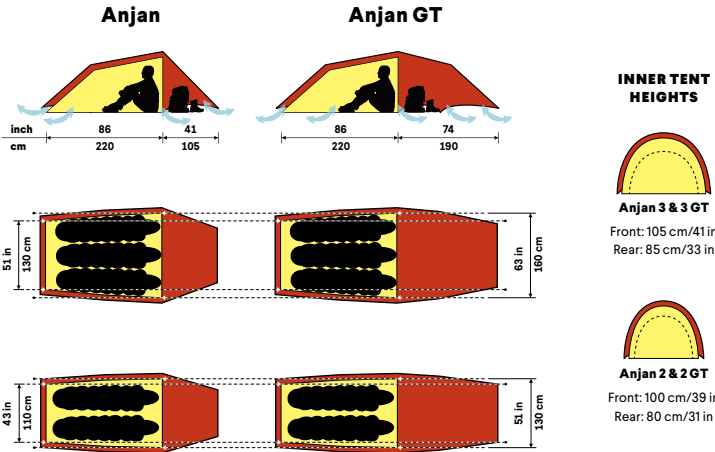 Anjan
Anjan GT
inch 86 41
cm 220 105
86 74
220 190
51 in
130 cm
63 in
160 cm
43 in
110 cm
51 in
130 cm
INNER TENT
HEIGHTS
Anjan 3 & 3 GT
Front: 105 cm/41 in
Rear: 85 cm/33 in
Anjan 2 & 2 GT
Front: 100 cm/39 in
Rear: 80 cm/31 in